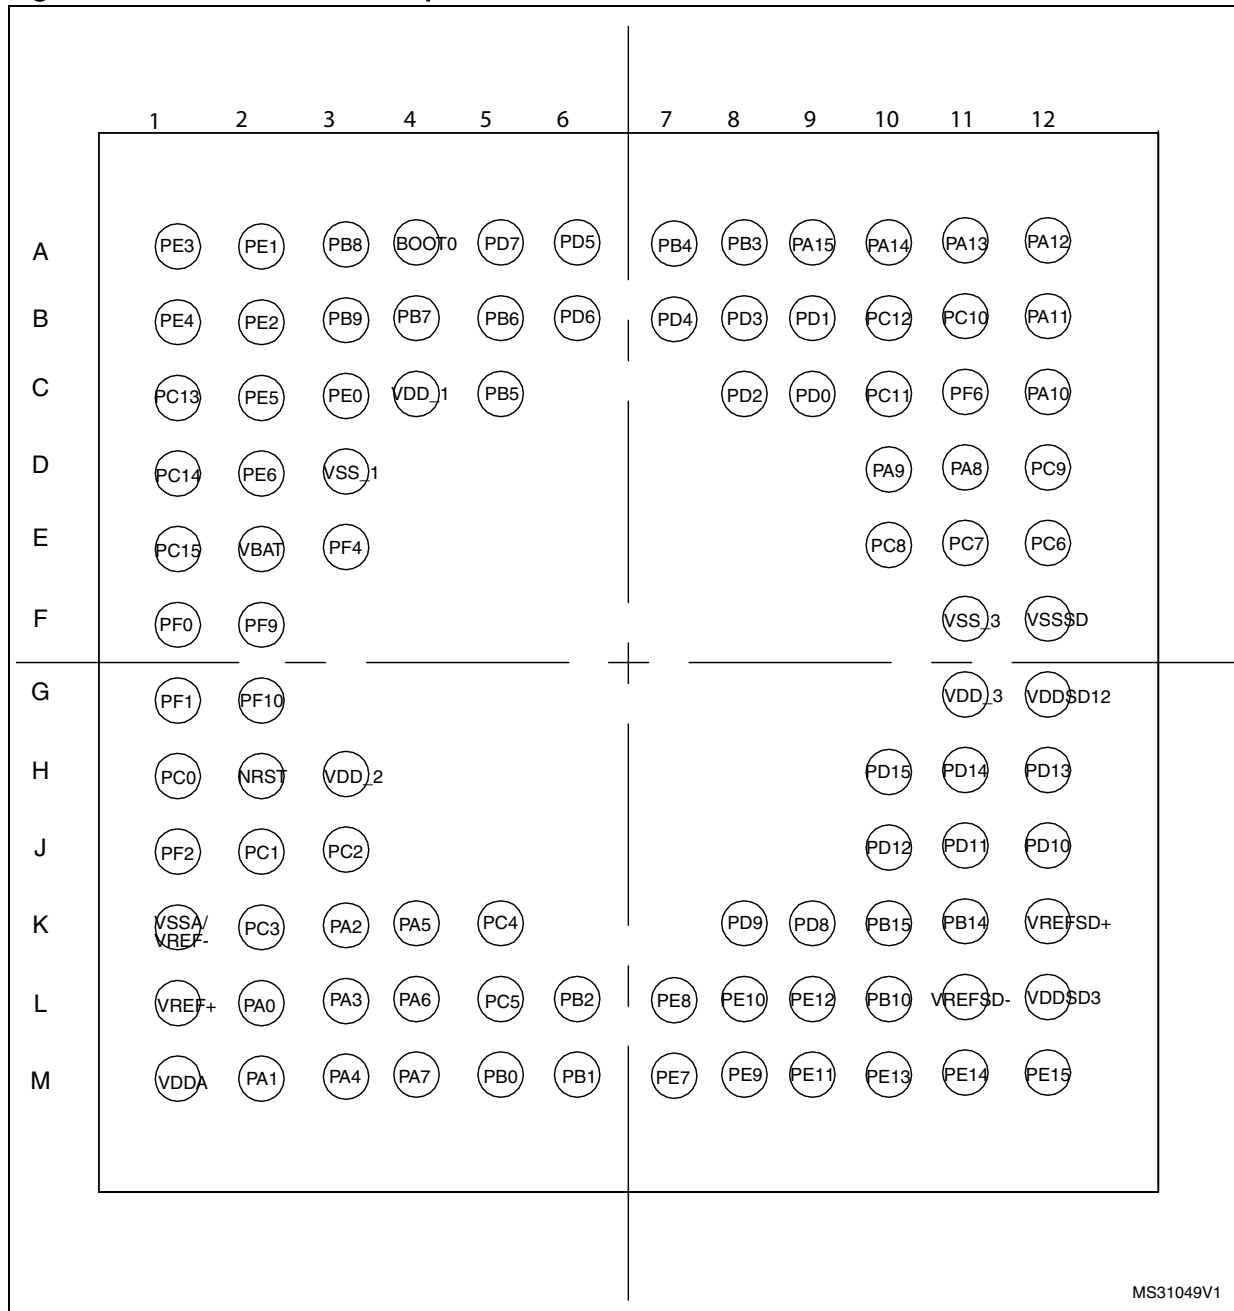 1 2 3 4 5 6 7 8 9 10 11 12
A PE3 PE1 PB8 BOOT0 PD7 PD5 PB4 PB3 PA15 PA14 PA13 PA12
B PE4 PE2 PB9 PB7 PB6 PD6 PD4 PD3 PD1 PC12 PC10 PA11
C PC13 PE5 PE0 VDD_1 PB5 PD2 PD0 PC11 PF6 PA10
D PC14 PE6 VSS_1 PA9 PA8 PC9
E PC15 VBAT PF4 PC8 PC7 PC6
F PF0 PF9 VSS_3 VSSSD
G PF1 PF10 VDD_3 VDDSD12
H PC0 NRST VDD_2 PD15 PD14 PD13
J PF2 PC1 PC2 PD12 PD11 PD10
K VSSA/ VREF- PC3 PA2 PA5 PC4 PD9 PD8 PB15 PB14 VREFSD+
L VREF+ PA0 PA3 PA6 PC5 PB2 PE8 PE10 PE12 PB10 VREFSD- VDDSD3
M VDDA PA1 PA4 PA7 PB0 PB1 PE7 PE9 PE11 PE13 PE14 PE15
MS31049V1